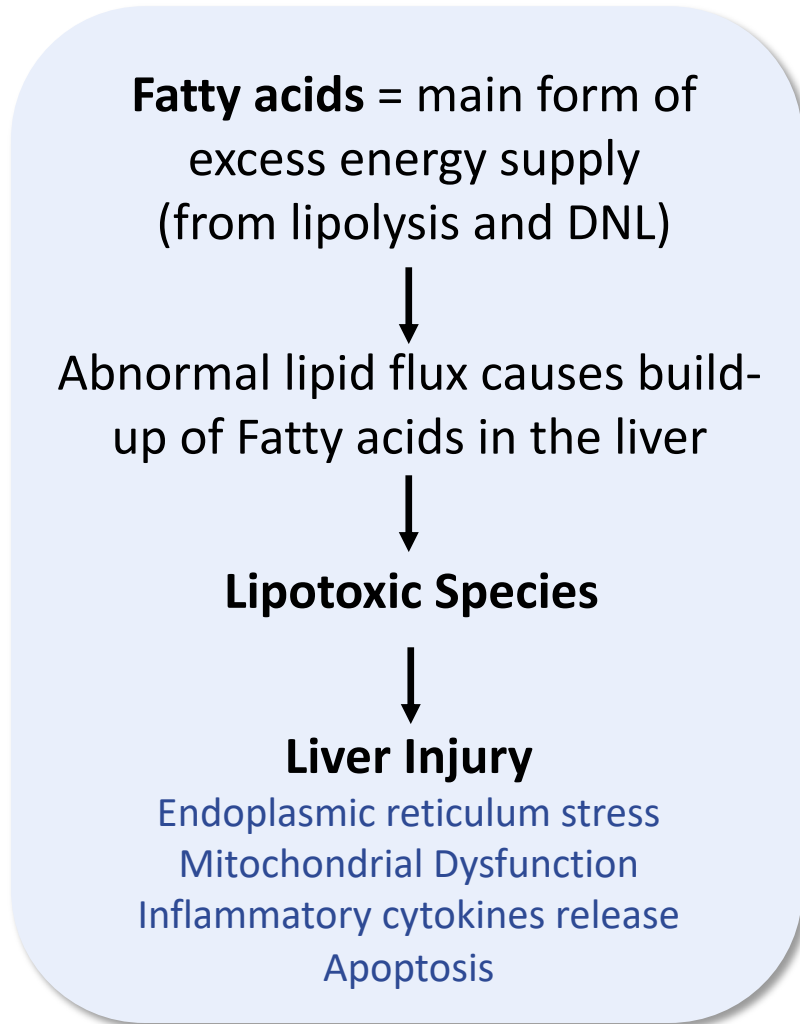 Fatty acids = main form of
excess energy supply
(from lipolysis and DNL)
Abnormal lipid flux causes build-
up of Fatty acids in the liver
Lipotoxic Species
Liver Injury
Endoplasmic reticulum stress
Mitochondrial Dysfunction
Inflammatory cytokines release
Apoptosis